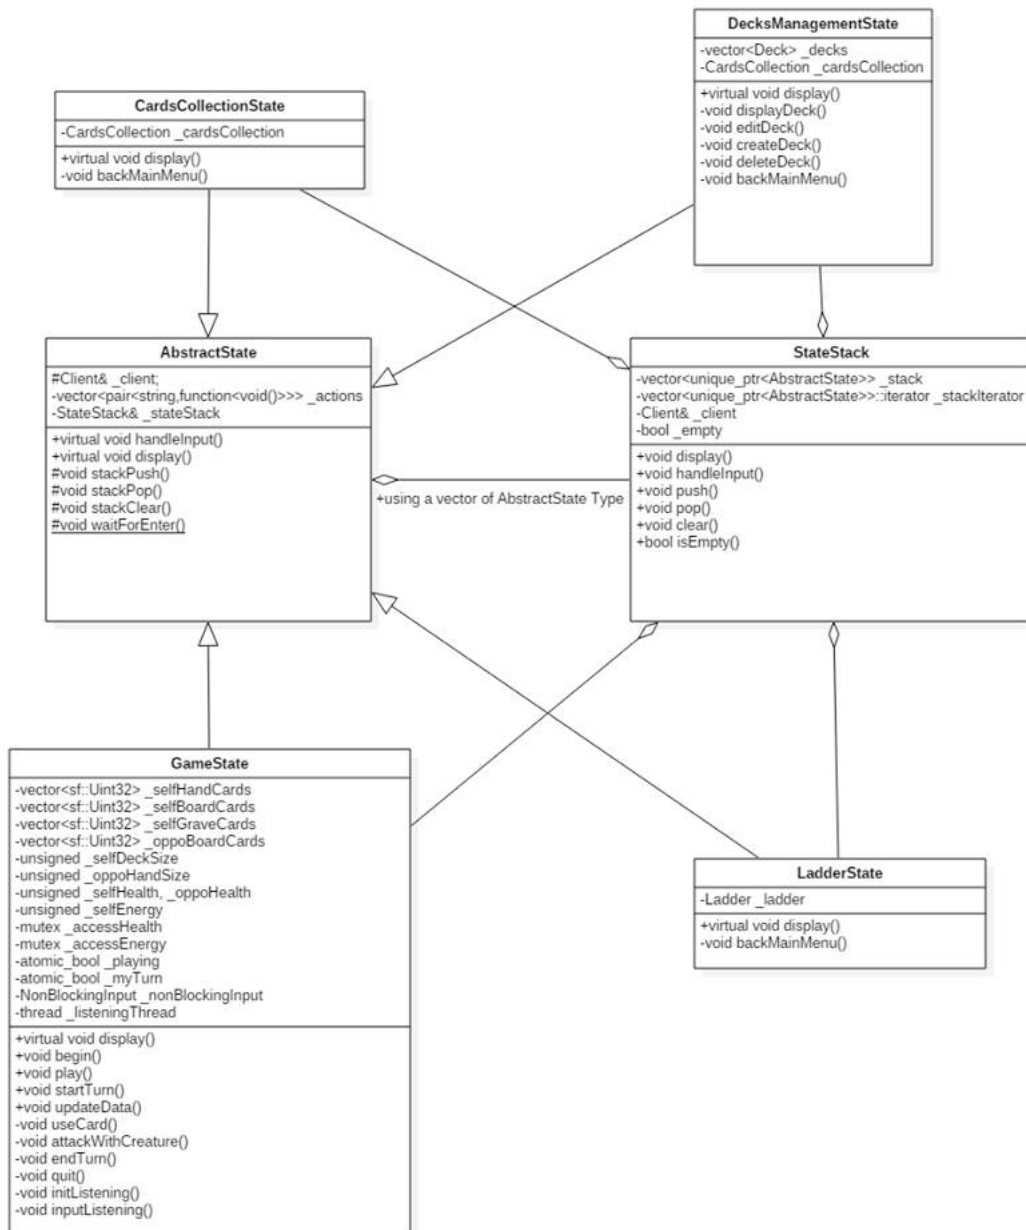 DecksManagementState
-vector<Deck> _decks
-CardsCollection _cardsCollection
+virtual void display()
-void displayDeck()
-void editDeck()
-void createDeck()
-void deleteDeck()
-void backMainMenu()
CardsCollectionState
-CardsCollection _cardsCollection
+virtual void display()
-void backMainMenu()
AbstractState
#Client& _client;
-vector<pair<string,function<void()>>> _actions
-StateStack& _stateStack
+virtual void handleInput()
+virtual void display()
#void stackPush()
#void stackPop()
#void stackClear()
#void waitForEnter()
+using a vector of AbstractState Type
StateStack
-vector<unique_ptr<AbstractState>> _stack
-vector<unique_ptr<AbstractState>>::iterator _stackIterator
-Client& _client
-bool _empty
+void display()
+void handleInput()
+void push()
+void pop()
+void clear()
+bool isEmpty()
GameState
-vector<sf::Uint32> _selfHandCards
-vector<sf::Uint32> _selfBoardCards
-vector<sf::Uint32> _selfGraveCards
-vector<sf::Uint32> _oppoBoardCards
-unsigned _selfDeckSize
-unsigned _oppoHandSize
-unsigned _selfHealth, _oppoHealth
-unsigned _selfEnergy
-mutex _accessHealth
-mutex _accessEnergy
-atomic_bool _playing
-atomic_bool _myTurn
-NonBlockingInput _nonBlockingInput
-thread _listeningThread
+virtual void display()
+void begin()
+void play()
+void startTurn()
+void updateData()
-void useCard()
-void attackWithCreature()
-void endTurn()
-void quit()
-void initListening()
-void inputListening()
LadderState
-Ladder _ladder
+virtual void display()
-void backMainMenu()